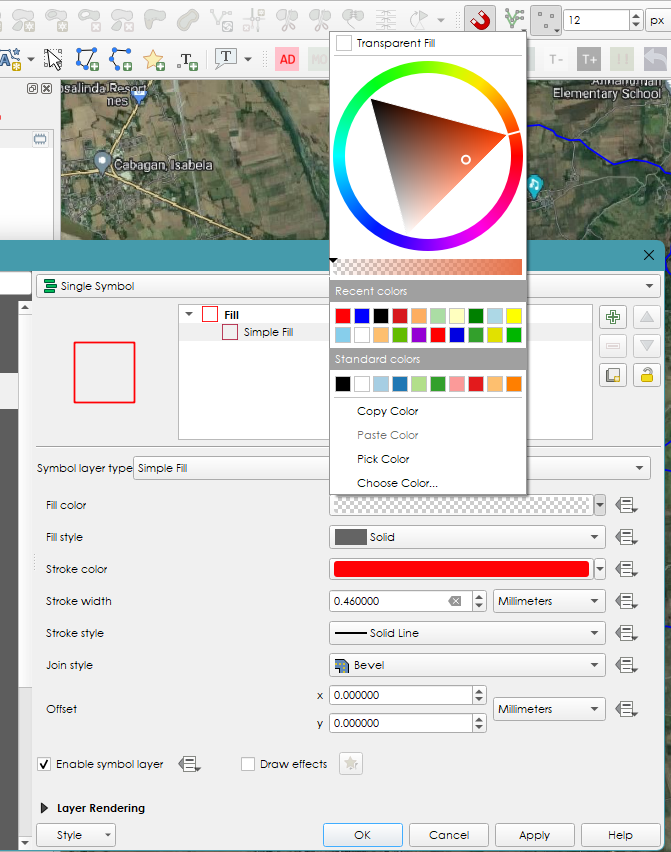 12
px
A
T
T
AD
T-
T+
Transparent Fill
Rosalinda Resort
nes
Elementary School
Cabagan, Isabela
Single Symbol
Recent colors
Fill
Simple Fill
Standard colors
Copy Color
Paste Color
Pick Color
Choose Color...
Symbol layer type
Simple Fill
Fill color
Fill style
Solid
Stroke color
Stroke width
0.460000
Millimeters
Stroke style
Solid Line
Join style
Bevel
Offset
x
0.000000
y
0.000000
Millimeters
Enable symbol layer
Draw effects
Layer Rendering
Style
OK
Cancel
Apply
Help